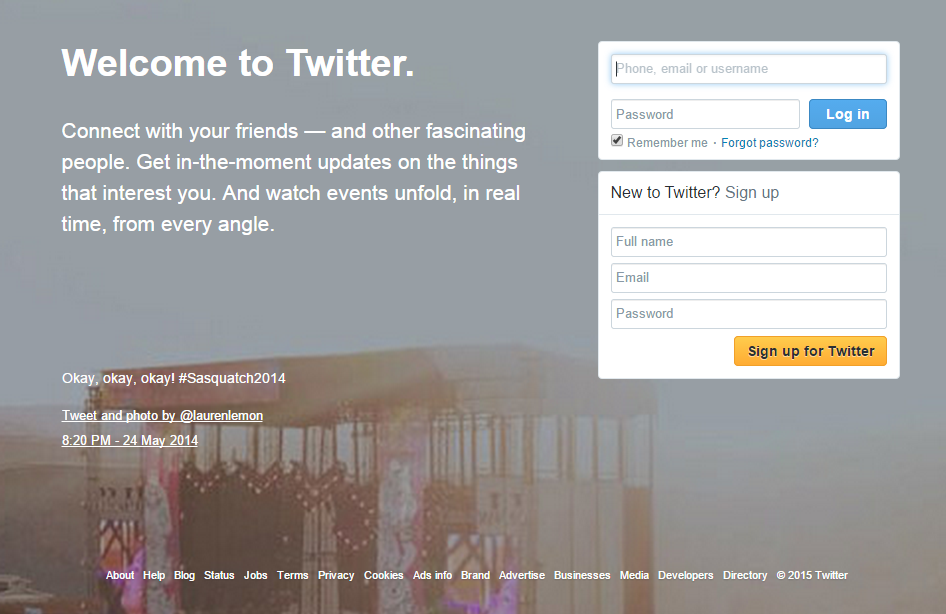 Welcome to Twitter.
Connect with your friends — and other fascinating
people. Get in-the-moment updates on the things
that interest you. And watch events unfold, in real
time, from every angle.
Phone, email or username
Password
Log in
Remember me · Forgot password?
New to Twitter? Sign up
Full name
Email
Password
Sign up for Twitter
Okay, okay, okay! #Sasquatch2014
Tweet and photo by @laurenlemon
8:20 PM - 24 May 2014
About Help Blog Status Jobs Terms Privacy Cookies Ads info Brand Advertise Businesses Media Developers Directory © 2015 Twitter